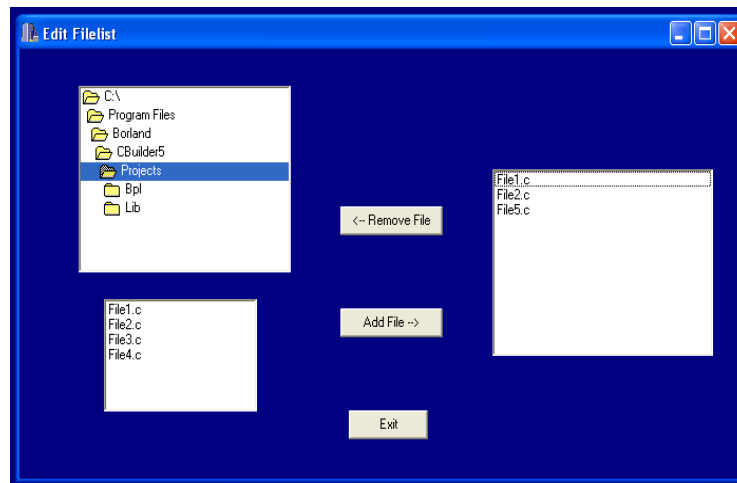 Edit Filelist
C:\
Program Files
Borland
CBuilder5
Projects
Bpl
Lib
File1.c
File2.c
File3.c
File4.c
<-- Remove File
Add File -->
Exit
File1.c
File2.c
File5.c